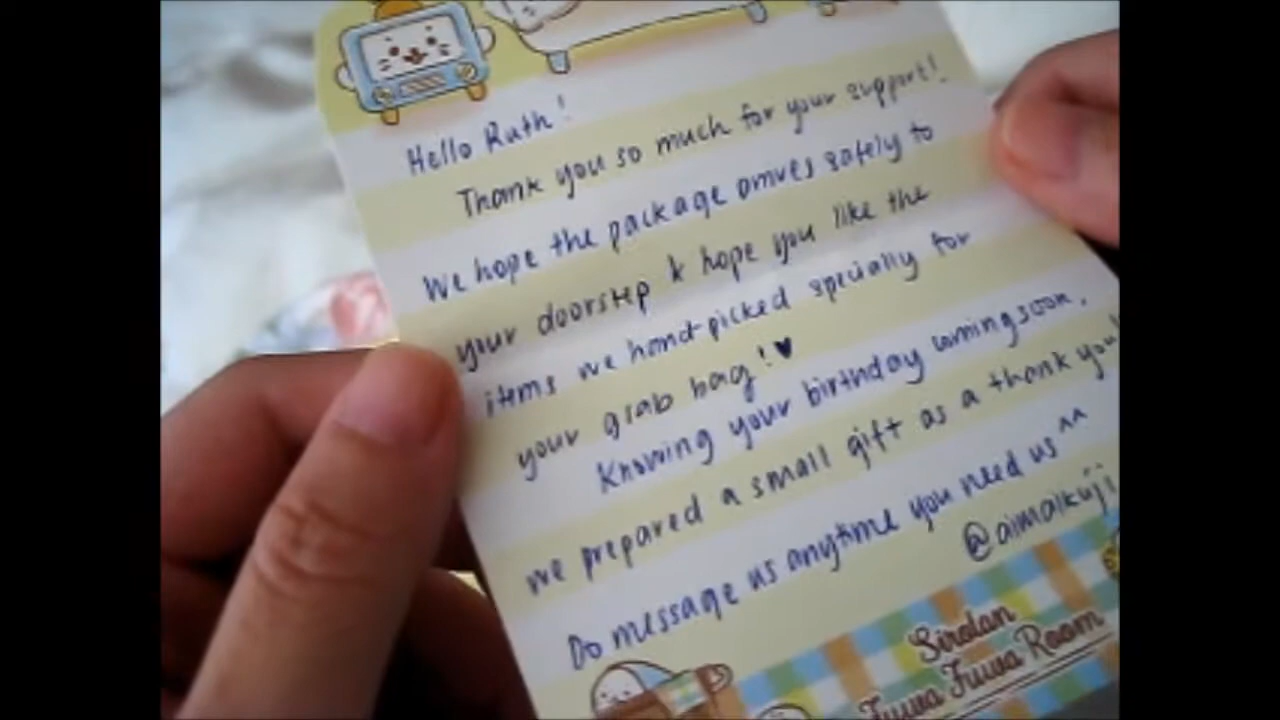 Hello Ruth!
Thank you so much for your support!
We hope the package arrives safely to
your doorstep & hope you like the
items we hand-picked specially for
your grab bag! ♥
Knowing your birthday coming soon,
we prepared a small gift as a thank you
Do message us anytime you need us ^^
@aimaikuji
Sirotan
Fuwa Fuwa Room